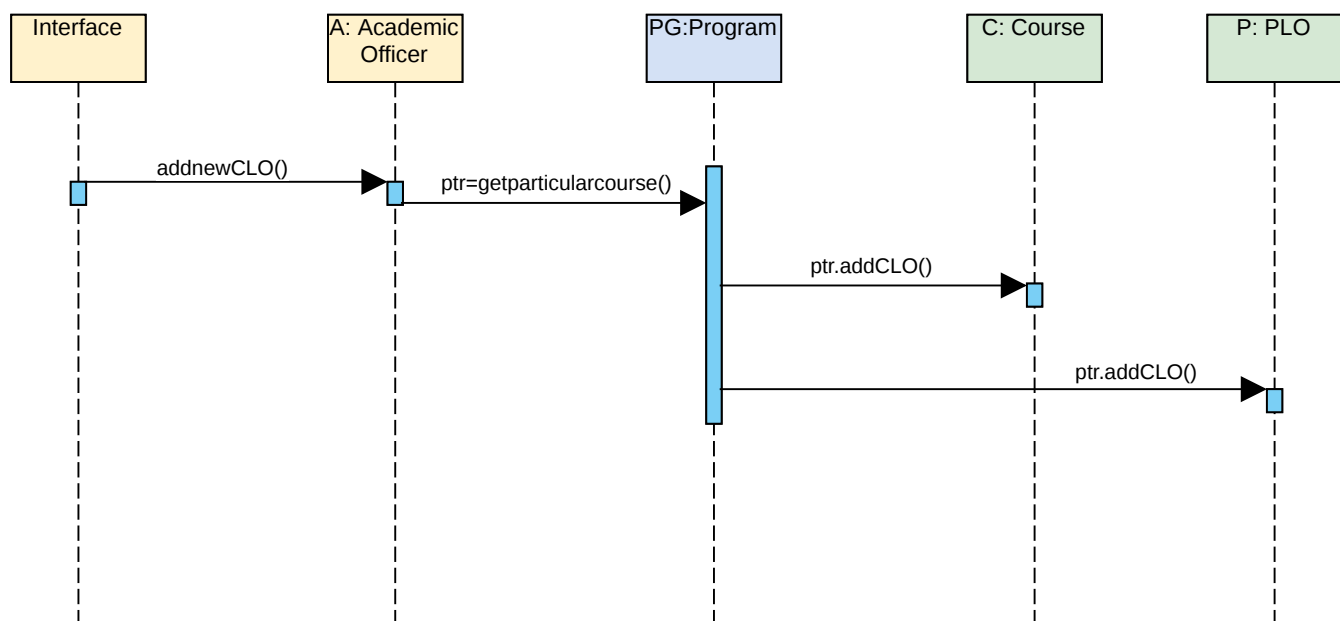 Interface
A: Academic
Officer
PG:Program
C: Course
P: PLO
addnewCLO()
ptr=getparticularcourse()
ptr.addCLO()
ptr.addCLO()